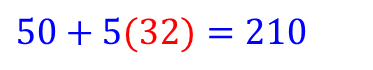 50 + 5(32) = 210